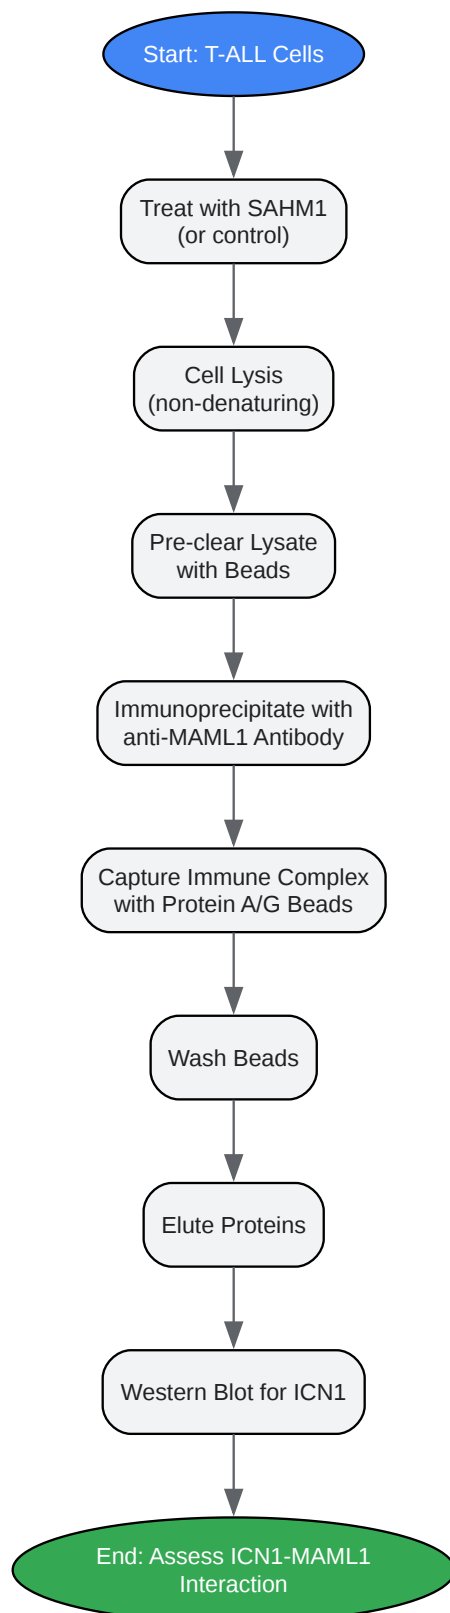 Start: T-ALL Cells
Treat with SAHM1
(or control)
Cell Lysis
(non-denaturing)
Pre-clear Lysate
with Beads
Immunoprecipitate with
anti-MAML1 Antibody
Capture Immune Complex
with Protein A/G Beads
Wash Beads
Elute Proteins
Western Blot for ICN1
End: Assess ICN1-MAML1
Interaction